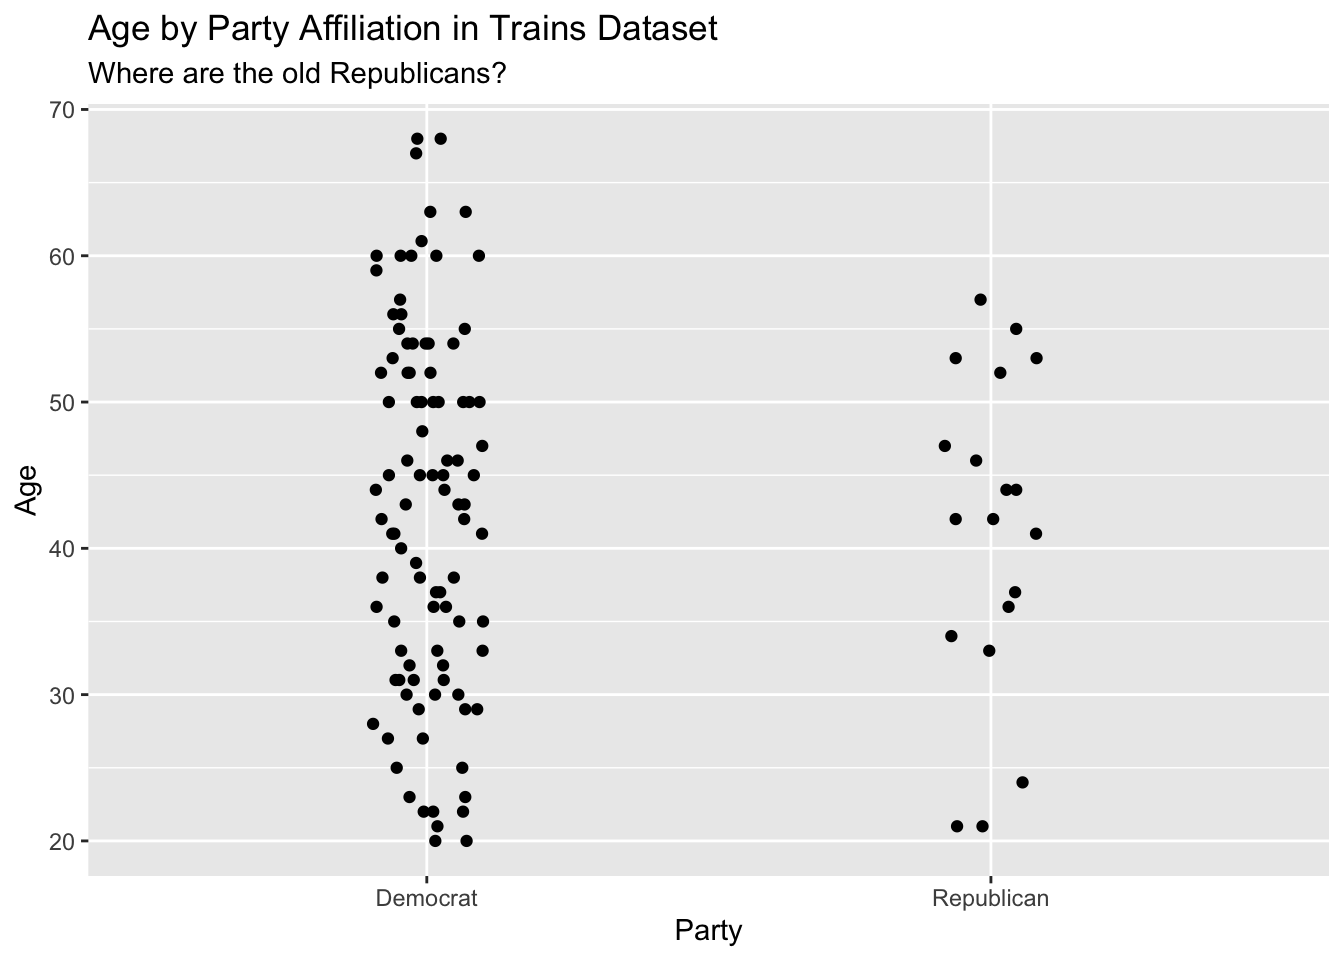 Age by Party Affiliation in Trains Dataset
Where are the old Republicans?
70
60
50
40
30
20
Age
Democrat Republican
Party